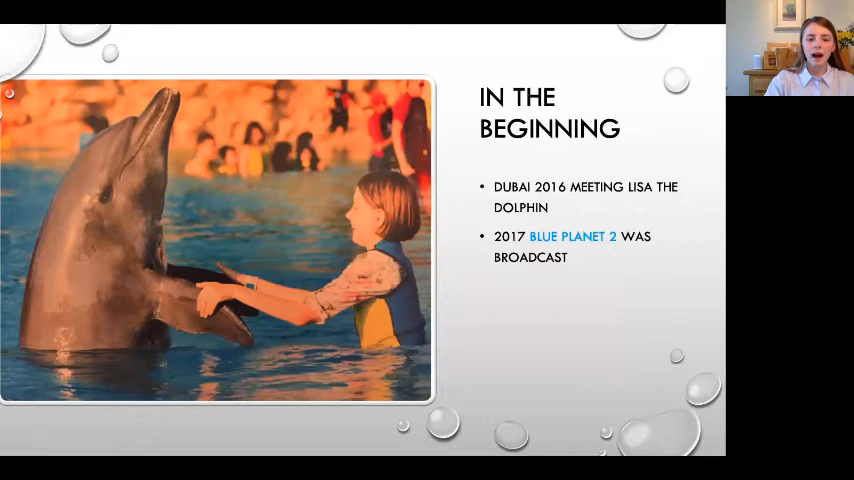 IN THE
BEGINNING
• DUBAI 2016 MEETING LISA THE
DOLPHIN
• 2017 BLUE PLANET 2 WAS
BROADCAST